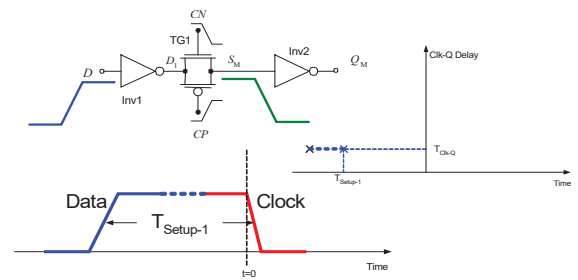 CN
TG1
Clk-Q Delay
D
D1
SM
QM
Inv1
Inv2
CP
TClk-Q
TSetup-1
Time
Data
Clock
TSetup-1
t=0
Time